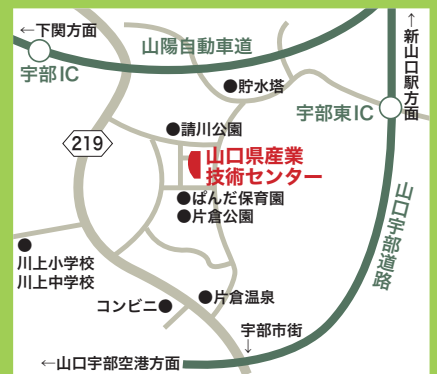 ←下関方面
山陽自動車道
宇部IC
●貯水塔
↑新山口駅方面
宇部東IC
●請川公園
219
山口県産業
技術センター
●ぱんだ保育園
●片倉公園
山口宇部道路
●
川上小学校
川上中学校
コンビニ●
●片倉温泉
宇部市街
↓
←山口宇部空港方面